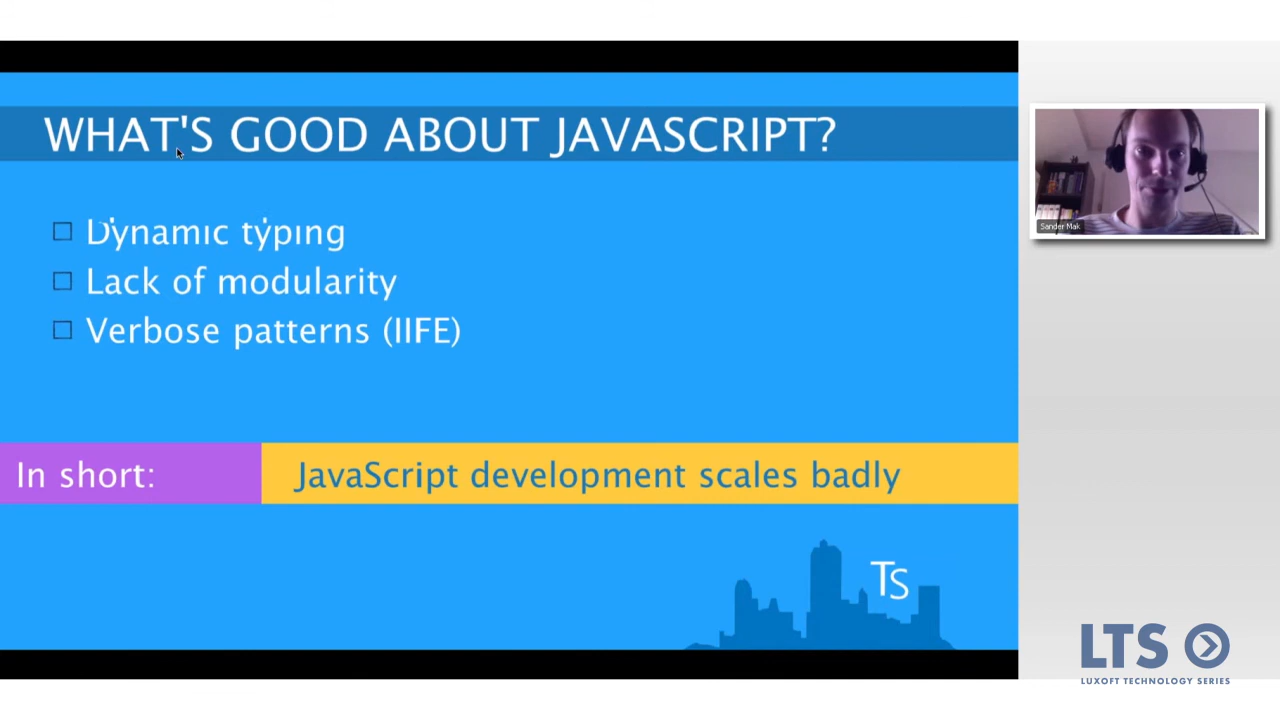 WHAT'S GOOD ABOUT JAVASCRIPT?
Dynamic typing
Lack of modularity
Verbose patterns (IIFE)
In short:
JavaScript development scales badly
TS
Sander Mak
LTS
LUXOFT TECHNOLOGY SERIES